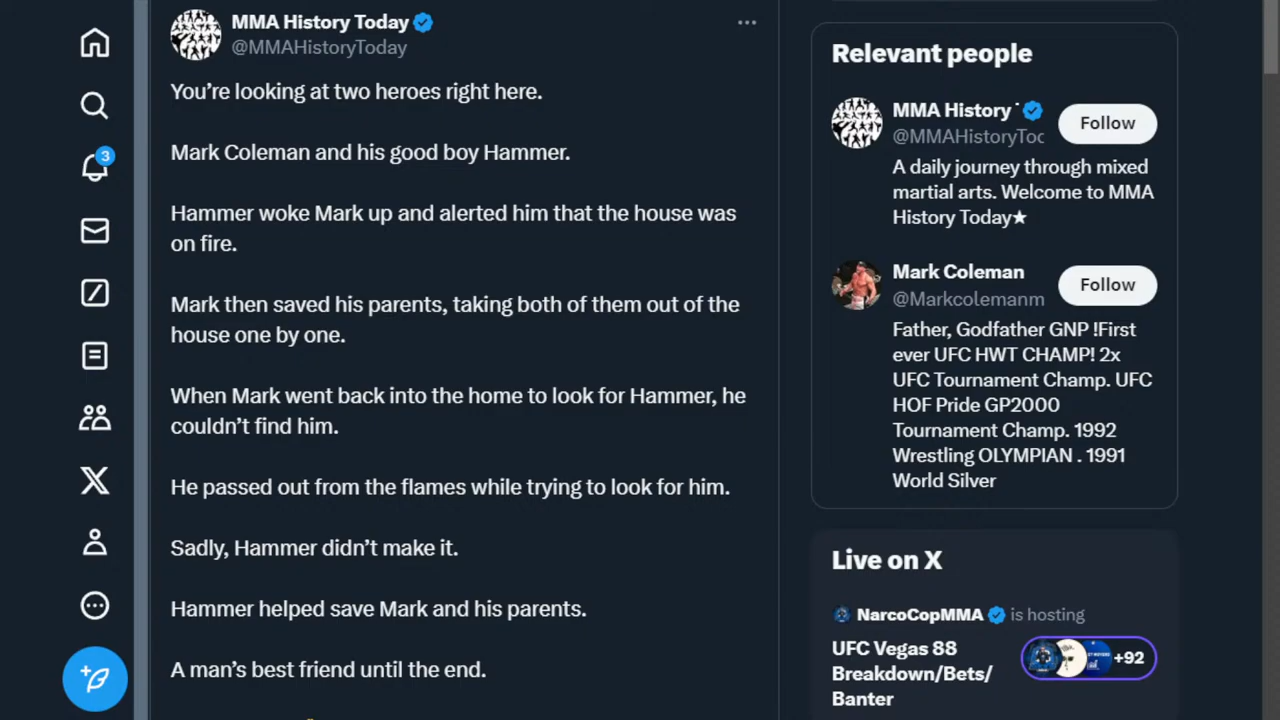 MMA History Today
@MMAHistoryToday
You’re looking at two heroes right here.
Mark Coleman and his good boy Hammer.
Hammer woke Mark up and alerted him that the house was
on fire.
Mark then saved his parents, taking both of them out of the
house one by one.
When Mark went back into the home to look for Hammer, he
couldn’t find him.
He passed out from the flames while trying to look for him.
Sadly, Hammer didn’t make it.
Hammer helped save Mark and his parents.
A man’s best friend until the end.
3
Relevant people
MMA History
@MMAHistoryToc
Follow
A daily journey through mixed
martial arts. Welcome to MMA
History Today★
Mark Coleman
@Markcolemanm
Follow
Father, Godfather GNP !First
ever UFC HWT CHAMP! 2x
UFC Tournament Champ. UFC
HOF Pride GP2000
Tournament Champ. 1992
Wrestling OLYMPIAN . 1991
World Silver
Live on X
NarcoCopMMA is hosting
UFC Vegas 88
Breakdown/Bets/
Banter
+92